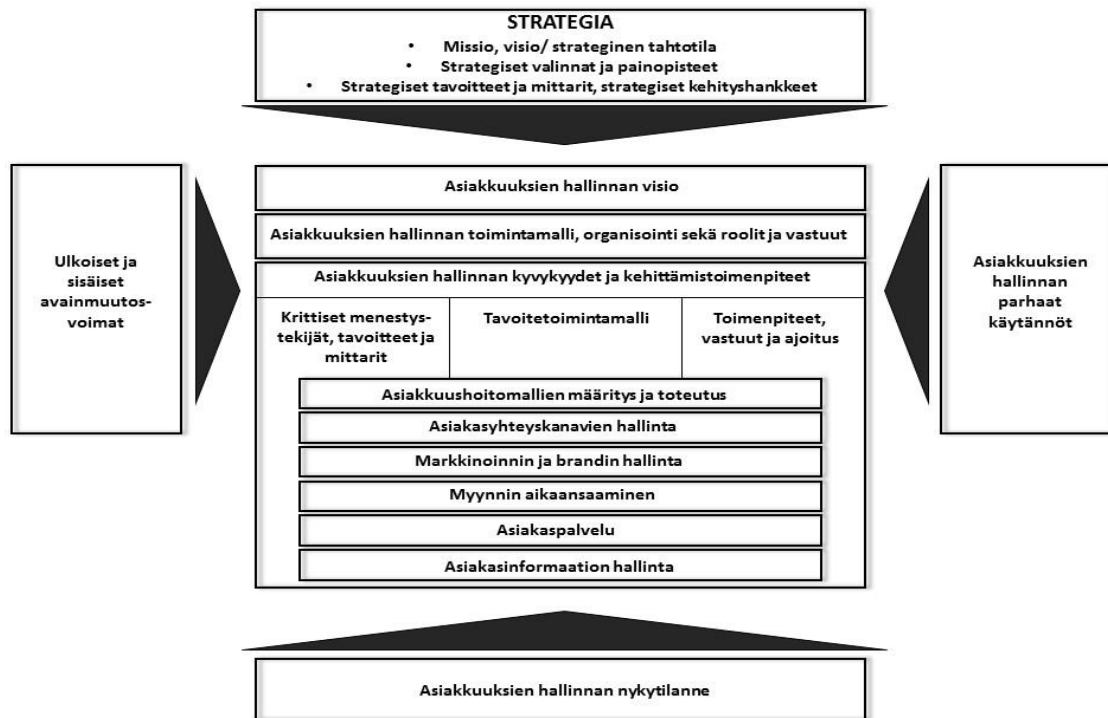 STRATEGIA
• Missio, visio/ strateginen tahtotila
• Strategiset valinnat ja painopisteet
• Strategiset tavoitteet ja mittarit, strategiset kehityshankkeet
Ulkoiset ja
sisäiset
avainmuutos-
voimat
Asiakkuuksien hallinnan visio
Asiakkuuksien hallinnan toimintamalli, organisointi sekä roolit ja vastuut
Asiakkuuksien hallinnan kyvykyydet ja kehittämistoimenpiteet
Krittiset menestys-
tekijät, tavoitteet ja
mittarit
Tavoitetoimintamalli
Toimenpiteet,
vastuut ja ajoitus
Asiakkuushoitomallien määritys ja toteutus
Asiakasyhteyskanavien hallinta
Markkinoinnin ja brandin hallinta
Myynnin aikaansaaminen
Asiakaspalvelu
Asiakasinformaation hallinta
Asiakkuuksien
hallinnan
parhaat
käytännöt
Asiakkuuksien hallinnan nykytilanne